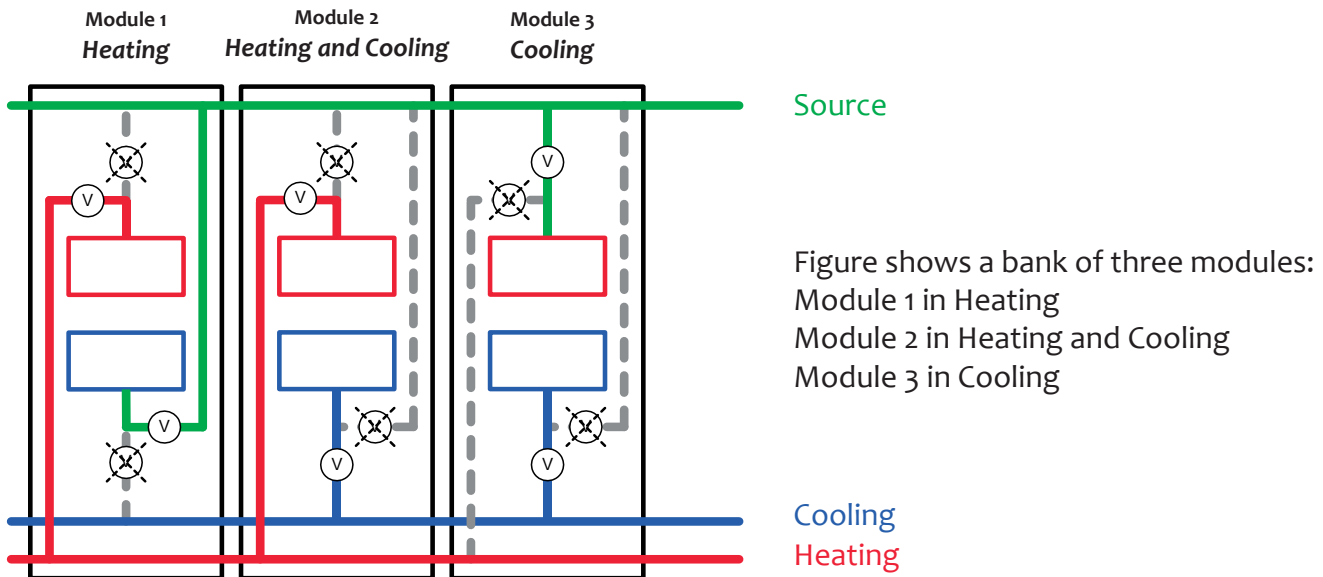 Module 1
Heating
Module 2
Heating and Cooling
Module 3
Cooling
Source
V
V
V
V
V
V
V
V
V
V
V
V
Figure shows a bank of three modules:
Module 1 in Heating
Module 2 in Heating and Cooling
Module 3 in Cooling
Cooling
Heating